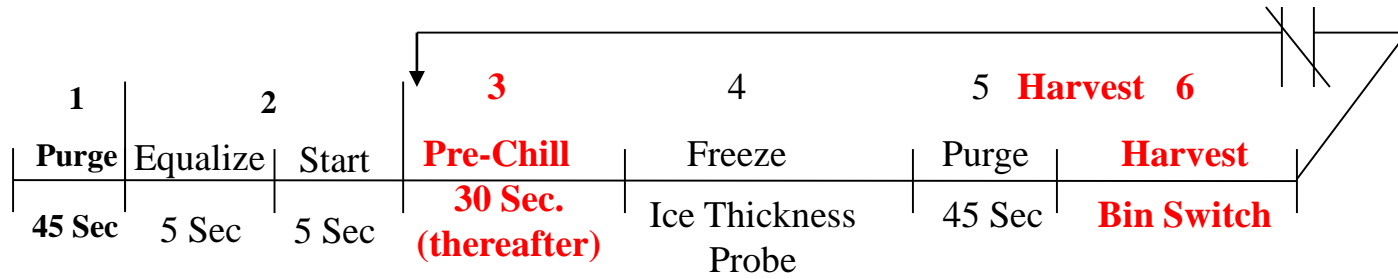 1 2 3 4 5 Harvest 6
Purge Equalize Start Pre-Chill Freeze Purge Harvest
45 Sec 5 Sec 5 Sec 30 Sec. (thereafter) Ice Thickness Probe 45 Sec Bin Switch